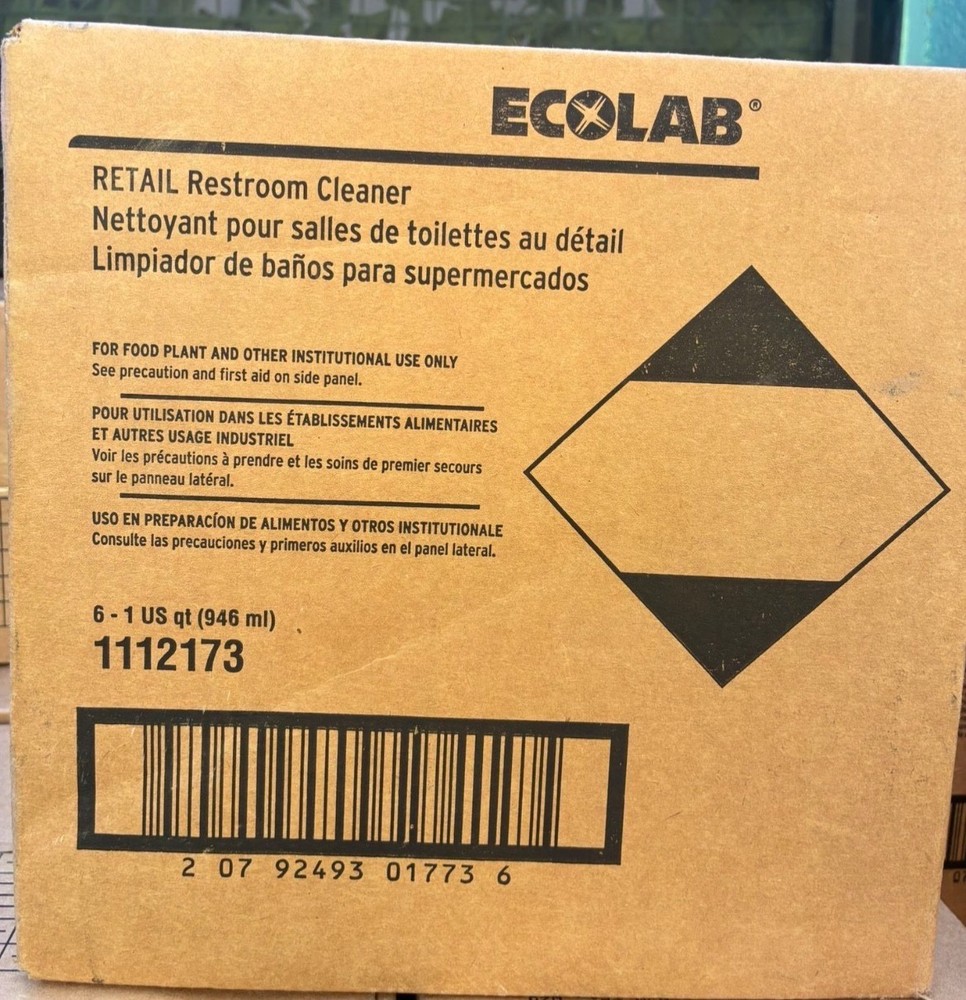 ECOLAB®
RETAIL Restroom Cleaner
Nettoyant pour salles de toilettes au détail
Limpiador de baños para supermercados
FOR FOOD PLANT AND OTHER INSTITUTIONAL USE ONLY
See precaution and first aid on side panel.
POUR UTILISATION DANS LES ÉTABLISSEMENTS ALIMENTAIRES
ET AUTRES USAGE INDUSTRIEL
Voir les précautions à prendre et les soins de premier secours
sur le panneau latéral.
USO EN PREPARACÍON DE ALIMENTOS Y OTROS INSTITUTIONALE
Consulte las precauciones y primeros auxilios en el panel lateral.
6 - 1 US qt (946 ml)
1112173
2 07 92493 01773 6